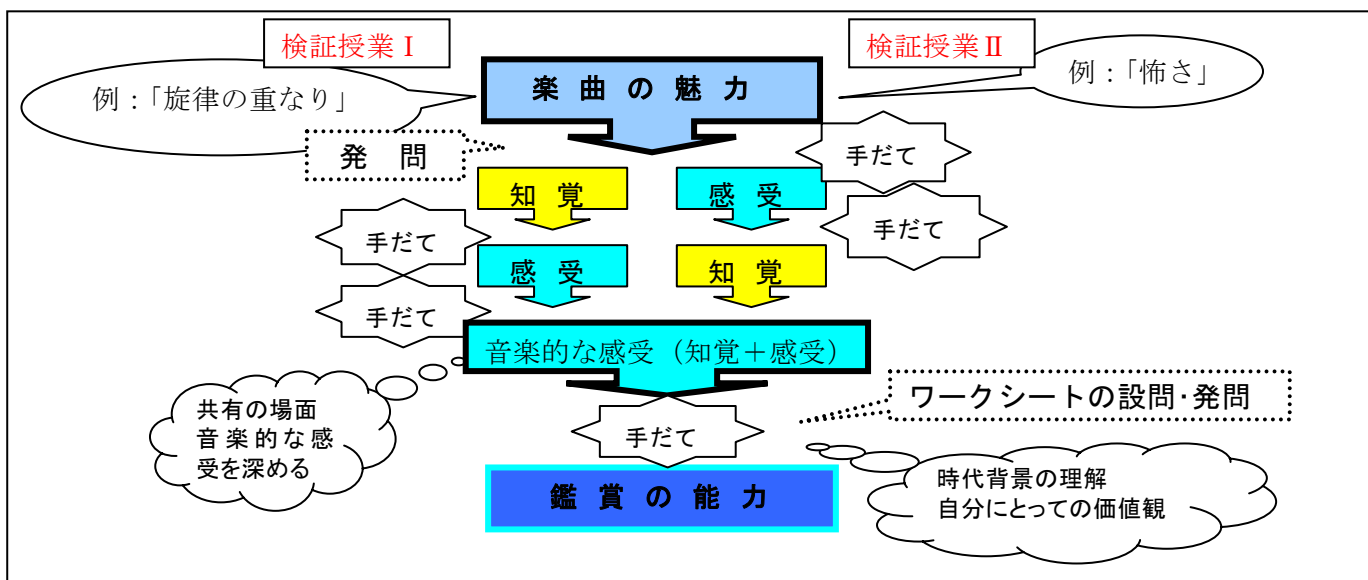 検証授業Ⅰ
検証授業Ⅱ
例：「旋律の重なり」
楽曲の魅力
例：「怖さ」
発　問
手だて
知覚
感受
手だて
手だて
感受
知覚
手だて
音楽的な感受（知覚＋感受）
共有の場面
音楽的な感
受を深める
手だて
ワークシートの設問・発問
鑑賞の能力
時代背景の理解
自分にとっての価値観